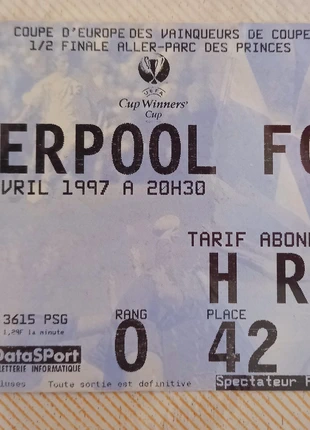 COUPE D'EUROPE DES VAINQUEURS DE COUPE
1/2 FINALE ALLER-PARC DES PRINCES
UEFA
Cup Winners'
Cup
ERPOOL FC
VRIL 1997 A 20H30
TARIF ABONN
H R
3615 PSG
1,29F la minute
RANG
PLACE
O
42
DataSPort
LETTERIE INFORMATIQUE
Toute sortie est definitive
Spectateur